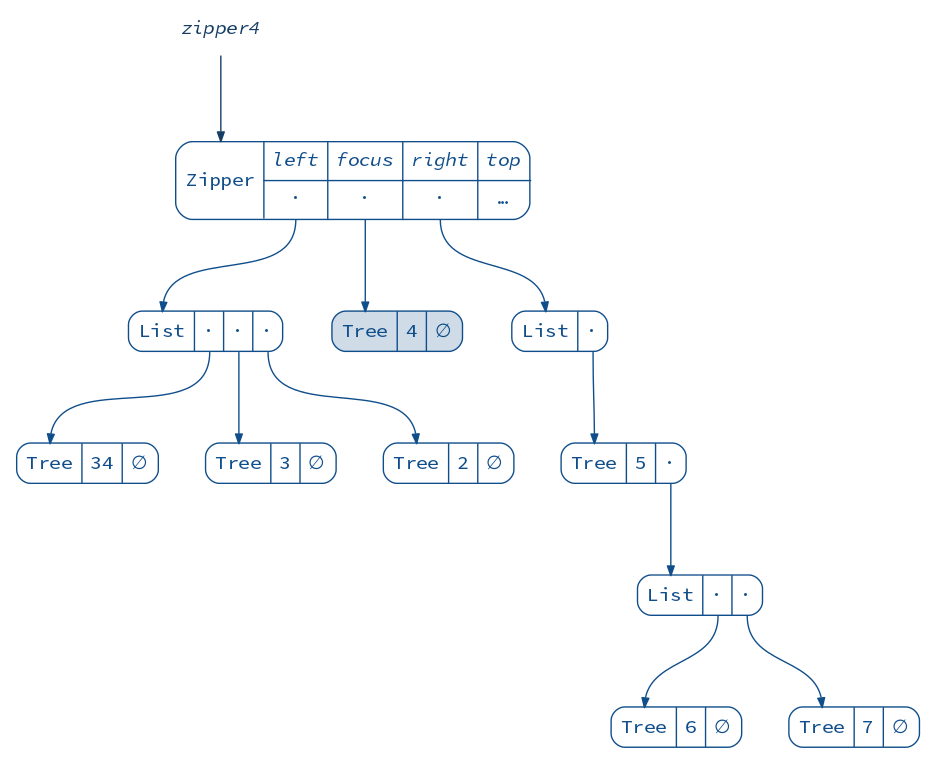 zipper4
left focus right top
Zipper
· · · …
List · · · Tree 4 ∅ List ·
Tree 34 ∅ Tree 3 ∅ Tree 2 ∅ Tree 5 ·
List · ·
Tree 6 ∅ Tree 7 ∅